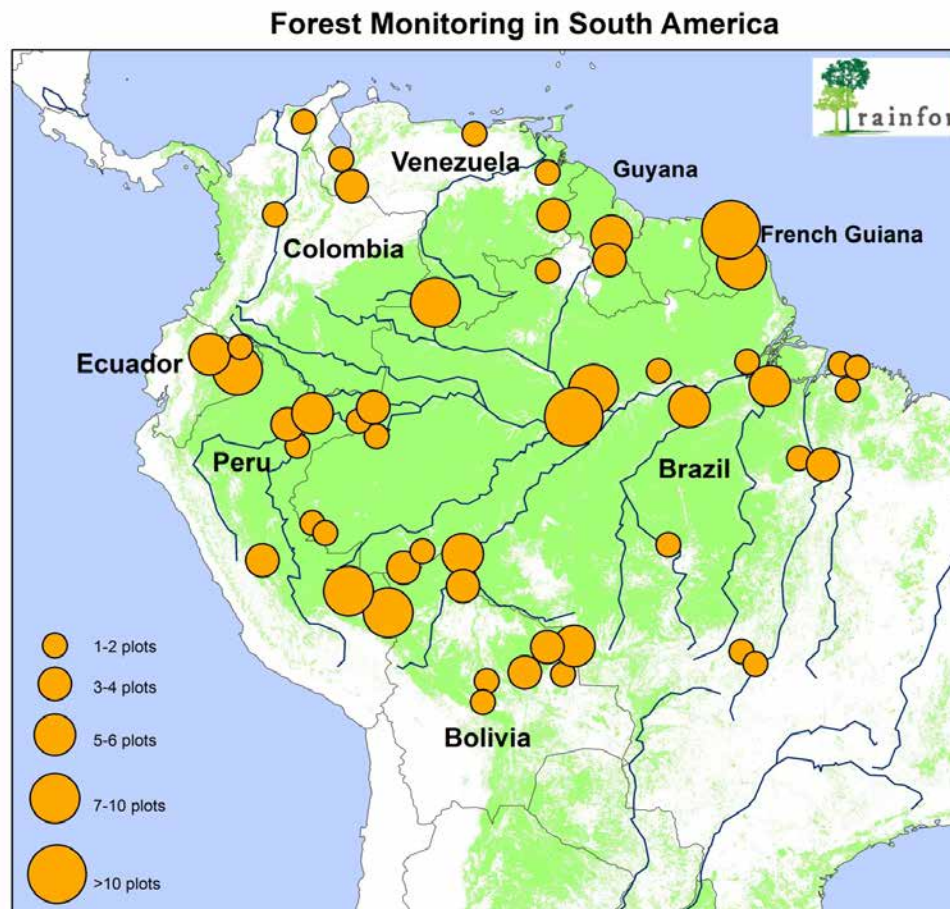 Forest Monitoring in South America
rainfor
Venezuela
Guyana
Colombia
French Guiana
Ecuador
Peru
Brazil
Bolivia
1-2 plots
3-4 plots
5-6 plots
7-10 plots
>10 plots